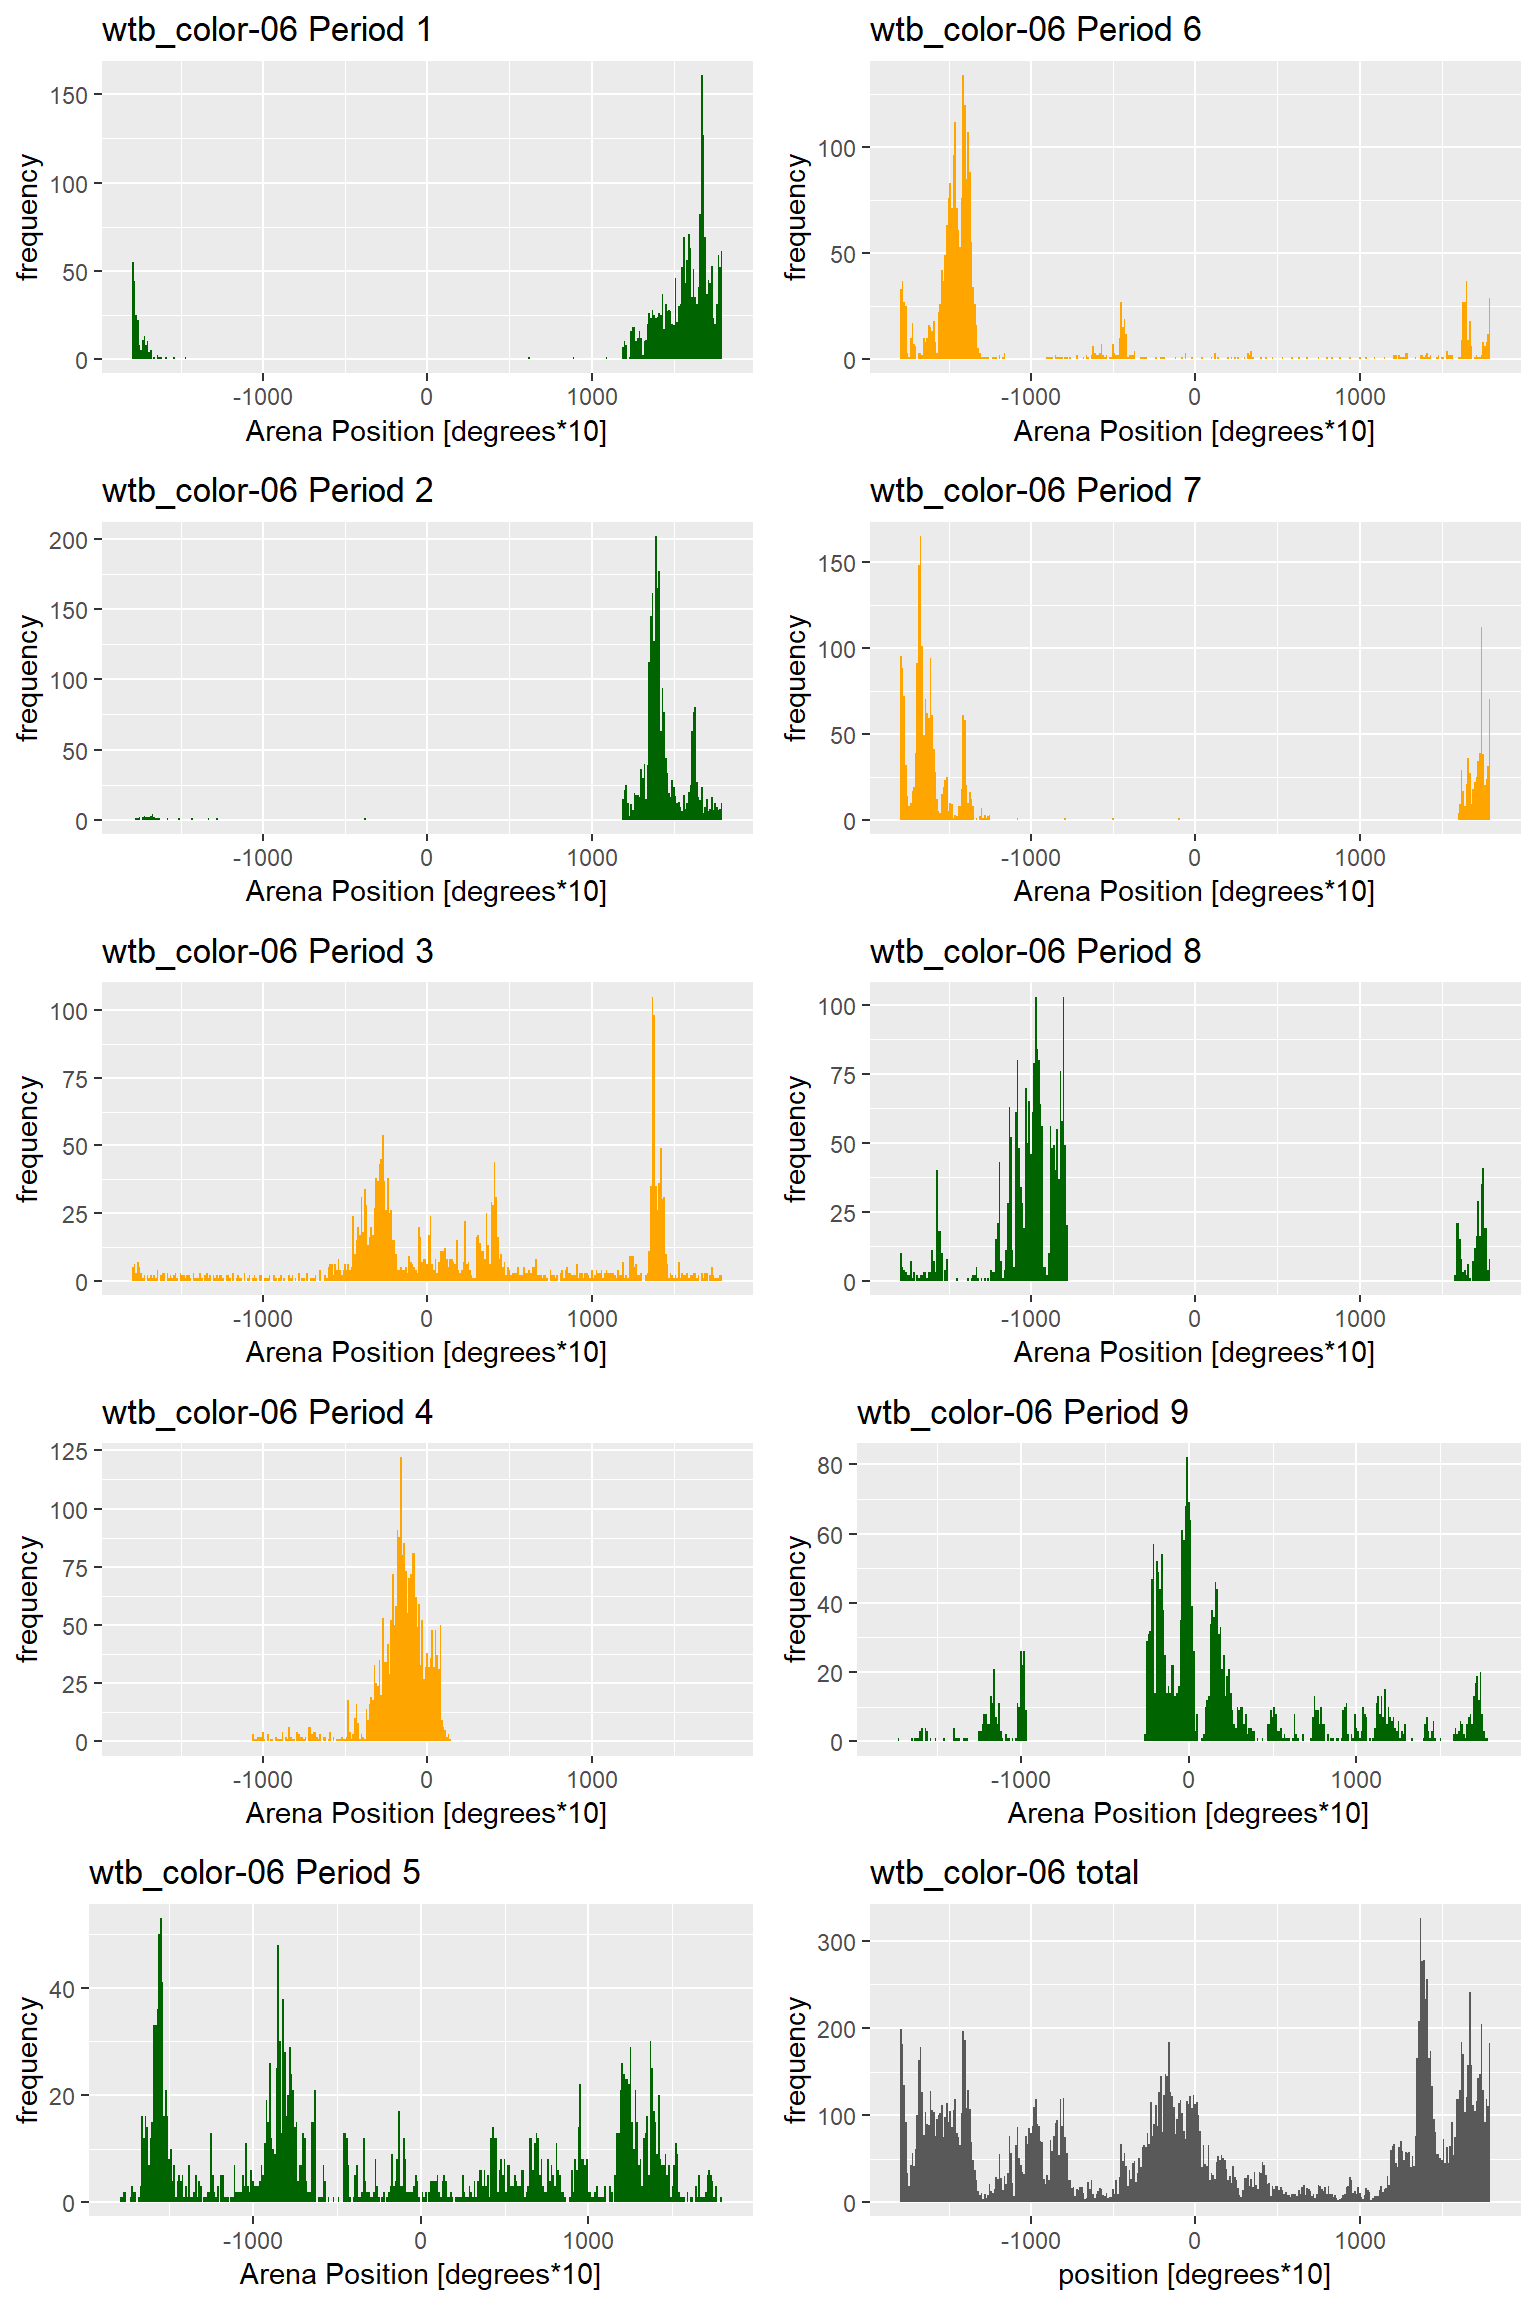 wtb_color-06 Period 1
150
100
50
0
frequency
-1000 0 1000
Arena Position [degrees*10]
wtb_color-06 Period 6
100
50
0
frequency
-1000 0 1000
Arena Position [degrees*10]
wtb_color-06 Period 2
200
150
100
50
0
frequency
-1000 0 1000
Arena Position [degrees*10]
wtb_color-06 Period 7
150
100
50
0
frequency
-1000 0 1000
Arena Position [degrees*10]
wtb_color-06 Period 3
100
75
50
25
0
frequency
-1000 0 1000
Arena Position [degrees*10]
wtb_color-06 Period 8
100
75
50
25
0
frequency
-1000 0 1000
Arena Position [degrees*10]
wtb_color-06 Period 4
125
100
75
50
25
0
frequency
-1000 0 1000
Arena Position [degrees*10]
wtb_color-06 Period 9
80
60
40
20
0
frequency
-1000 0 1000
Arena Position [degrees*10]
wtb_color-06 Period 5
40
20
0
frequency
-1000 0 1000
Arena Position [degrees*10]
wtb_color-06 total
300
200
100
0
frequency
-1000 0 1000
position [degrees*10]